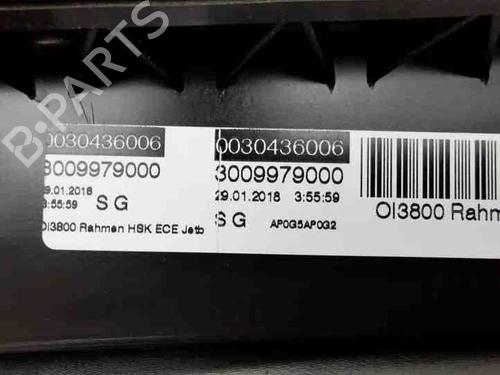 0030436006
3009979000
29.01.2018
3:55:59 S G
OI3800 Rahmen HSK ECE Jetb
0030436006
3009979000
29.01.2018 3:55:59
S G AP0G5AP0G2
OI3800 Rahm
B-PARTS